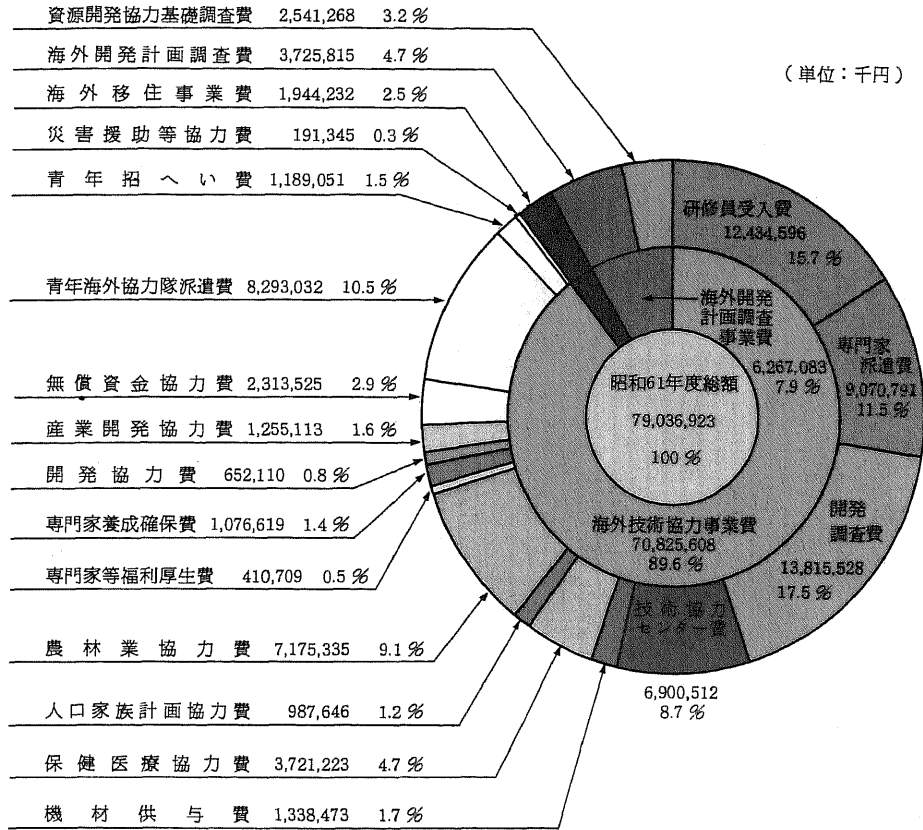 資源開発協力基礎調査費 2,541,268 3.2 %
海外開発計画調査費 3,725,815 4.7 %
(単位:千円)
海外移住事業費 1,944,232 2.5 %
災害援助等協力費 191,345 0.3 %
青年招へい費 1,189,051 1.5 %
青年海外協力隊派遣費 8,293,032 10.5 %
無償資金協力費 2,313,525 2.9 %
産業開発協力費 1,255,113 1.6 %
開発協力費 652,110 0.8 %
専門家養成確保費 1,076,619 1.4 %
専門家等福利厚生費 410,709 0.5 %
農林業協力費 7,175,335 9.1 %
人口家族計画協力費 987,646 1.2 %
保健医療協力費 3,721,223 4.7 %
機材供与費 1,338,473 1.7 %
研修員受入費
12,434,596
15.7 %
専門家
派遣費
9,070,791
11.5 %
開発
調査費
13,815,528
17.5 %
技術協力
センター費
6,900,512
8.7 %
海外開発
計画調査
事業費
6,267,083
7.9 %
昭和61年度総額
79,036,923
100 %
海外技術協力事業費
70,825,608
89.6 %